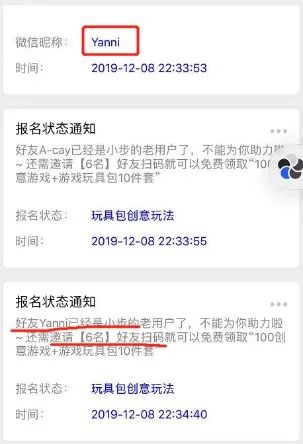 微信昵称： Yanni
时间： 2019-12-08 22:33:53
报名状态通知
好友A-cay已经是小步的老用户了，不能为你助力啦
~ 还需邀请【6名】好友扫码就可以免费领取“100创
意游戏+游戏玩具包10件套”
报名状态： 玩具包创意玩法
时间： 2019-12-08 22:33:55
报名状态通知
好友Yanni已经是小步的老用户了，不能为你助力啦
~ 还需邀请【6名】好友扫码就可以免费领取“100创
意游戏+游戏玩具包10件套
报名状态： 玩具包创意玩法
时间： 2019-12-08 22:34:40